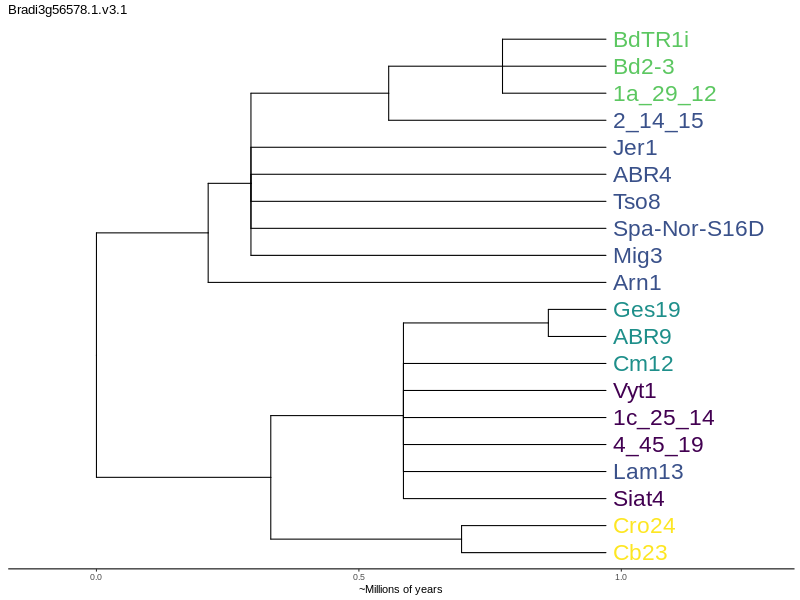 Bradi3g56578.1.v3.1
BdTR1i
Bd2-3
1a_29_12
2_14_15
Jer1
ABR4
Tso8
Spa-Nor-S16D
Mig3
Arn1
Ges19
ABR9
Cm12
Vyt1
1c_25_14
4_45_19
Lam13
Siat4
Cro24
Cb23
0.0 0.5 1.0
~Millions of years